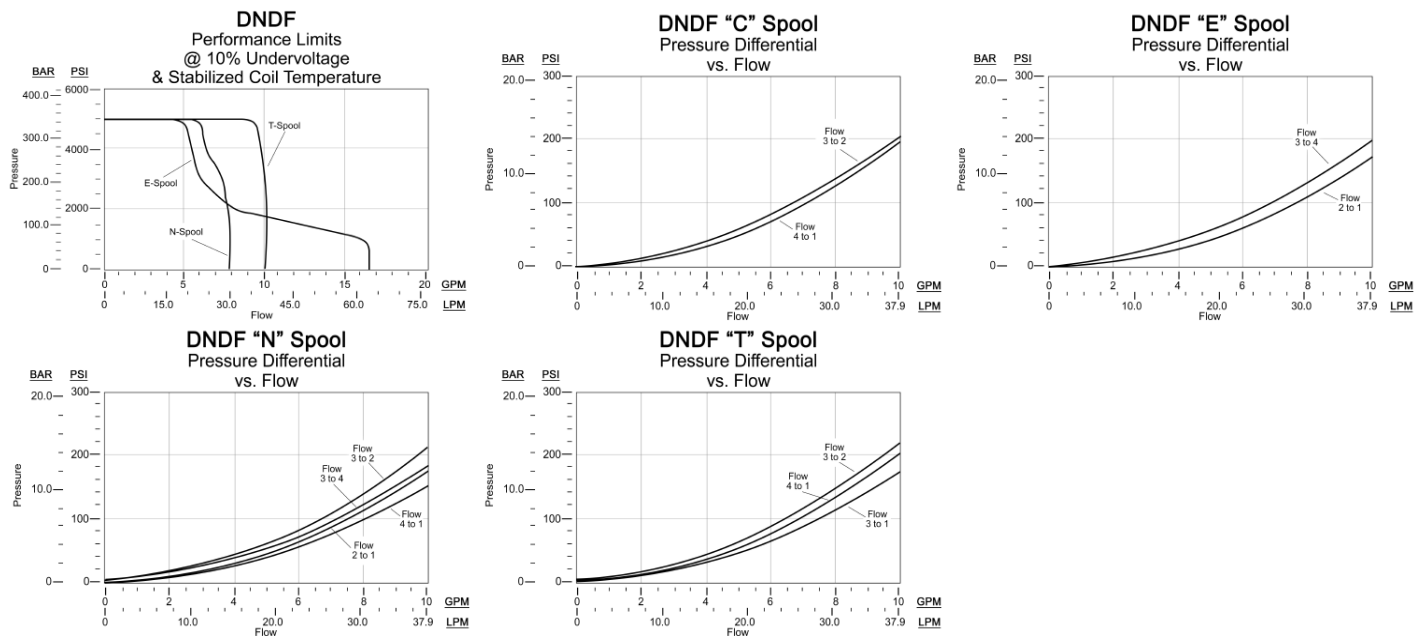 DNDF
Performance Limits
@ 10% Undervoltage
& Stabilized Coil Temperature
BAR PSI
400.0 6000
300.0 4000
200.0
2000
100.0
0 0
Pressure
T-Spool
E-Spool
N-Spool
0 5 10 15 20 GPM
0 15.0 30.0 45.0 60.0 75.0 LPM
Flow
DNDF “C” Spool
Pressure Differential
vs. Flow
BAR PSI
20.0 300
200
10.0
100
0 0
Pressure
Flow
3 to 2
Flow
4 to 1
0 2 4 6 8 10 GPM
0 10.0 20.0 30.0 37.9 LPM
Flow
DNDF “E” Spool
Pressure Differential
vs. Flow
BAR PSI
20.0 300
200
10.0
100
0 0
Pressure
Flow
3 to 4
Flow
2 to 1
0 2 4 6 8 10 GPM
0 10.0 20.0 30.0 37.9 LPM
Flow
DNDF “N” Spool
Pressure Differential
vs. Flow
BAR PSI
20.0 300
200
10.0
100
0 0
Pressure
Flow
3 to 2
Flow
3 to 4
Flow
4 to 1
Flow
2 to 1
0 2 4 6 8 10 GPM
0 10.0 20.0 30.0 37.9 LPM
Flow
DNDF “T” Spool
Pressure Differential
vs. Flow
BAR PSI
20.0 300
200
10.0
100
0 0
Pressure
Flow
3 to 2
Flow
4 to 1
Flow
3 to 1
0 2 4 6 8 10 GPM
0 10.0 20.0 30.0 37.9 LPM
Flow